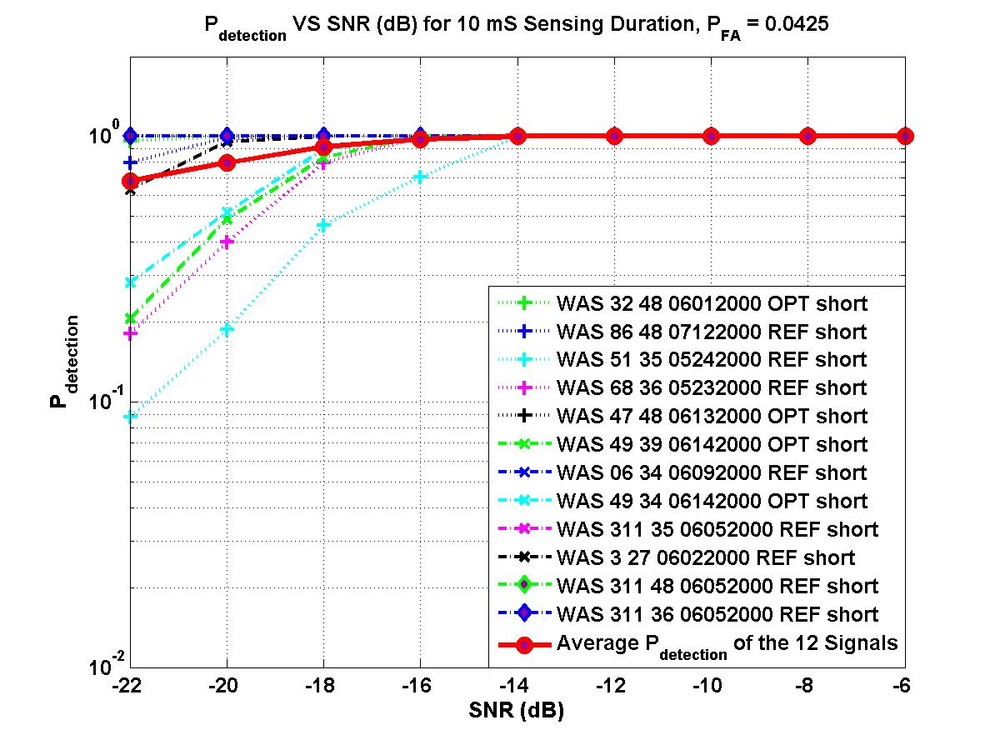 P_detection VS SNR (dB) for 10 mS Sensing Duration, P_FA = 0.0425
10^0
10^-1
10^-2
P_detection
WAS 32 48 06012000 OPT short
WAS 86 48 07122000 REF short
WAS 51 35 05242000 REF short
WAS 68 36 05232000 REF short
WAS 47 48 06132000 OPT short
WAS 49 39 06142000 OPT short
WAS 06 34 06092000 REF short
WAS 49 34 06142000 OPT short
WAS 311 35 06052000 REF short
WAS 3 27 06022000 REF short
WAS 311 48 06052000 REF short
WAS 311 36 06052000 REF short
Average P_detection of the 12 Signals
-22 -20 -18 -16 -14 -12 -10 -8 -6
SNR (dB)